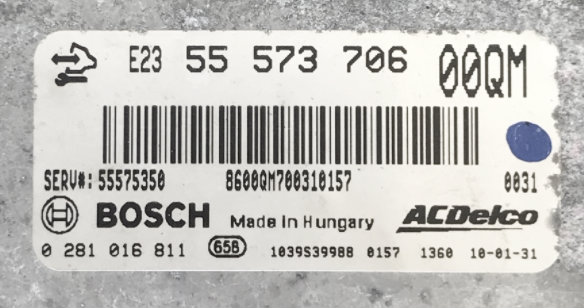 E23 55 573 706 00QM
SERV#: 55575350 8600QM700310157 0031
BOSCH Made in Hungary ACDelco
0 281 016 811 658 1039S39988 0157 1360 10-01-31